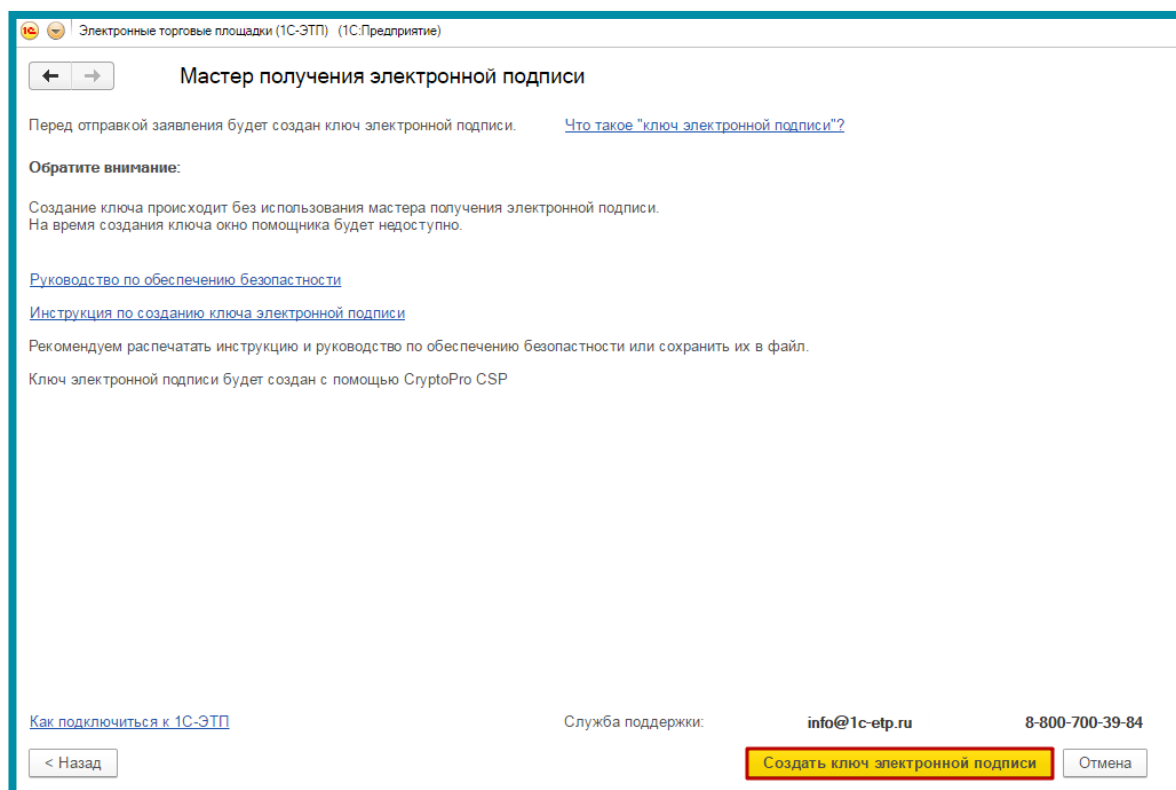 1С Электронные торговые площадки (1С-ЭТП) (1С:Предприятие)
Мастер получения электронной подписи
Перед отправкой заявления будет создан ключ электронной подписи. Что такое "ключ электронной подписи"?
Обратите внимание:
Создание ключа происходит без использования мастера получения электронной подписи.
На время создания ключа окно помощника будет недоступно.
Руководство по обеспечению безопастности
Инструкция по созданию ключа электронной подписи
Рекомендуем распечатать инструкцию и руководство по обеспечению безопастности или сохранить их в файл.
Ключ электронной подписи будет создан с помощью CryptoPro CSP
Как подключиться к 1С-ЭТП Служба поддержки: info@1c-etp.ru 8-800-700-39-84
< Назад Создать ключ электронной подписи Отмена